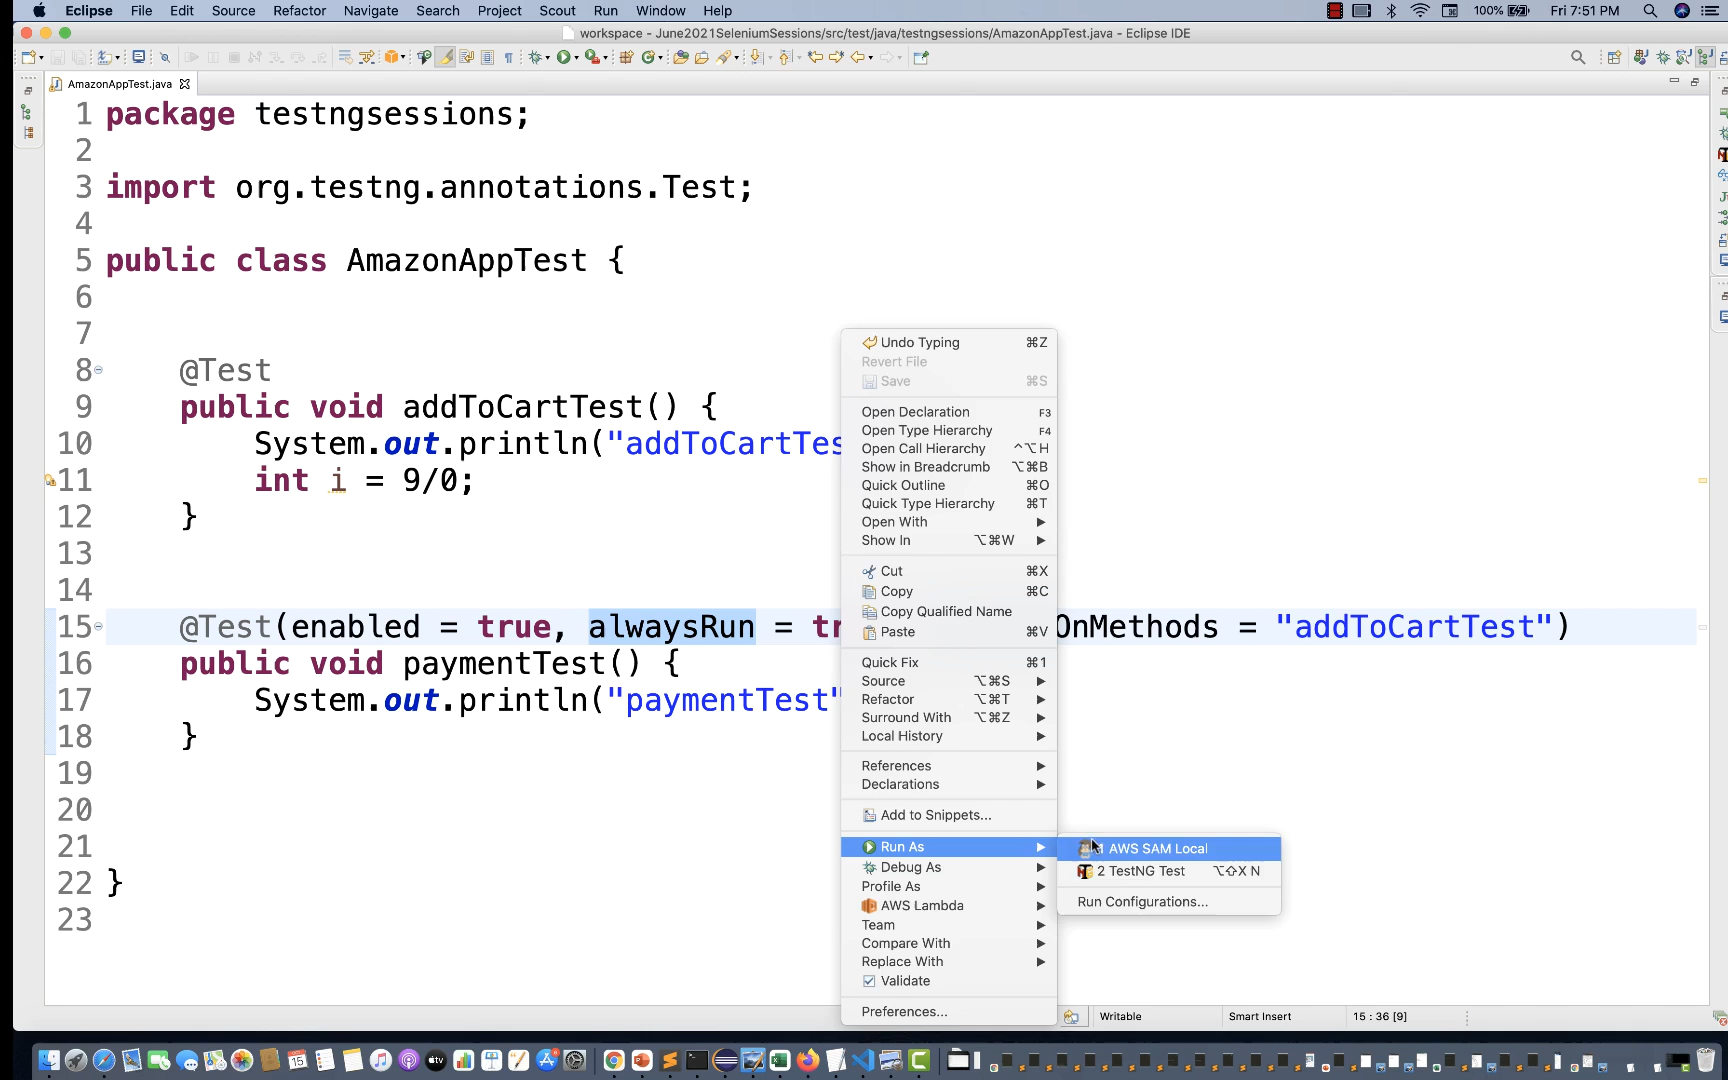 Eclipse File Edit Source Refactor Navigate Search Project Scout Run Window Help 100% Fri 7:51 PM
workspace - June2021SeleniumSessions/src/test/java/testngsessions/AmazonAppTest.java - Eclipse IDE
AmazonAppTest.java
1 package testngsessions;
2
3 import org.testng.annotations.Test;
4
5 public class AmazonAppTest {
6
7
8 @Test
9 public void addToCartTest() {
10 System.out.println("addToCartTes
11 int i = 9/0;
12 }
13
14
15 @Test(enabled = true, alwaysRun = tr OnMethods = "addToCartTest")
16 public void paymentTest() {
17 System.out.println("paymentTest"
18 }
19
20
21
22 }
23
Undo Typing ⌘Z
Revert File
Save ⌘S
Open Declaration F3
Open Type Hierarchy F4
Open Call Hierarchy ^⌥H
Show in Breadcrumb ⌥⌘B
Quick Outline ⌘O
Quick Type Hierarchy ⌘T
Open With
Show In ⌥⌘W
Cut ⌘X
Copy ⌘C
Copy Qualified Name
Paste ⌘V
Quick Fix ⌘1
Source ⌥⌘S
Refactor ⌥⌘T
Surround With ⌥⌘Z
Local History
References
Declarations
Add to Snippets...
Run As
Debug As
Profile As
AWS Lambda
Team
Compare With
Replace With
Validate
Preferences...
AWS SAM Local
2 TestNG Test ⌥⇧X N
Run Configurations...
Writable Smart Insert 15 : 36 [9]